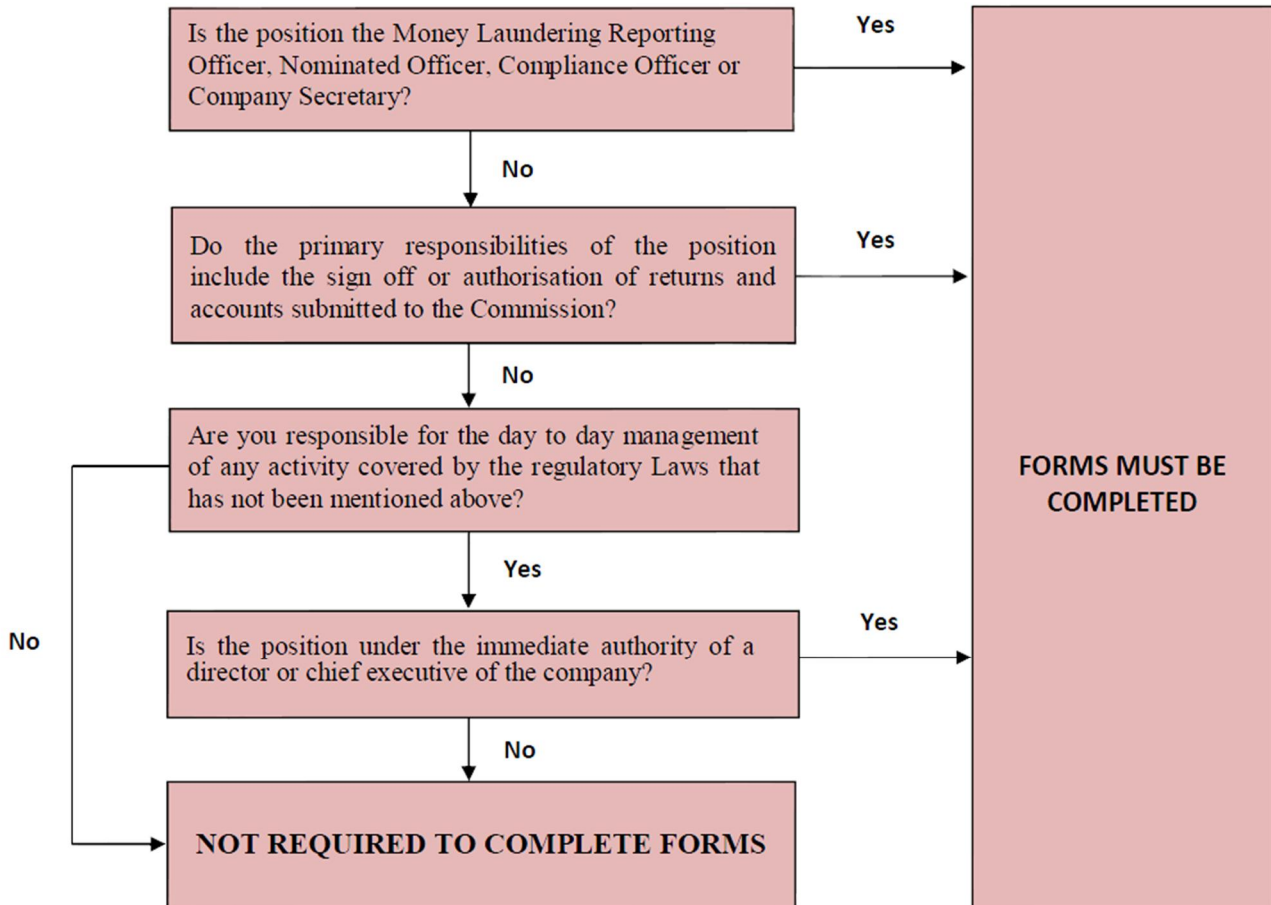 Is the position the Money Laundering Reporting
Officer, Nominated Officer, Compliance Officer or
Company Secretary?
Yes
No
Do the primary responsibilities of the position
include the sign off or authorisation of returns and
accounts submitted to the Commission?
Yes
No
Are you responsible for the day to day management
of any activity covered by the regulatory Laws that
has not been mentioned above?
Yes
No
Is the position under the immediate authority of a
director or chief executive of the company?
Yes
No
NOT REQUIRED TO COMPLETE FORMS
FORMS MUST BE
COMPLETED